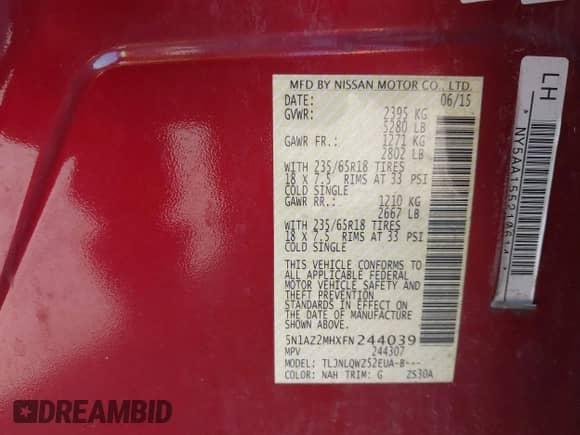 MFD BY NISSAN MOTOR CO., LTD.
DATE: 06/15
GVWR: 2395 KG
5280 LB
GAWR FR.: 1271 KG
2802 LB
WITH 235/65R18 TIRES
18 X 7.5 RIMS AT 33 PSI
COLD SINGLE
GAWR RR.: 1210 KG
2667 LB
WITH 235/65R18 TIRES
18 X 7.5 RIMS AT 33 PSI
COLD SINGLE
THIS VEHICLE CONFORMS TO
ALL APPLICABLE FEDERAL
MOTOR VEHICLE SAFETY AND
THEFT PREVENTION
STANDARDS IN EFFECT ON
THE DATE OF MANUFACTURE
SHOWN ABOVE.
5N1AZ2MHXFN244039
MPV 244307
MODEL: TLJNLQWZ52EUA-B---
COLOR: NAH TRIM: G ZS30A
LH
DREAMBID